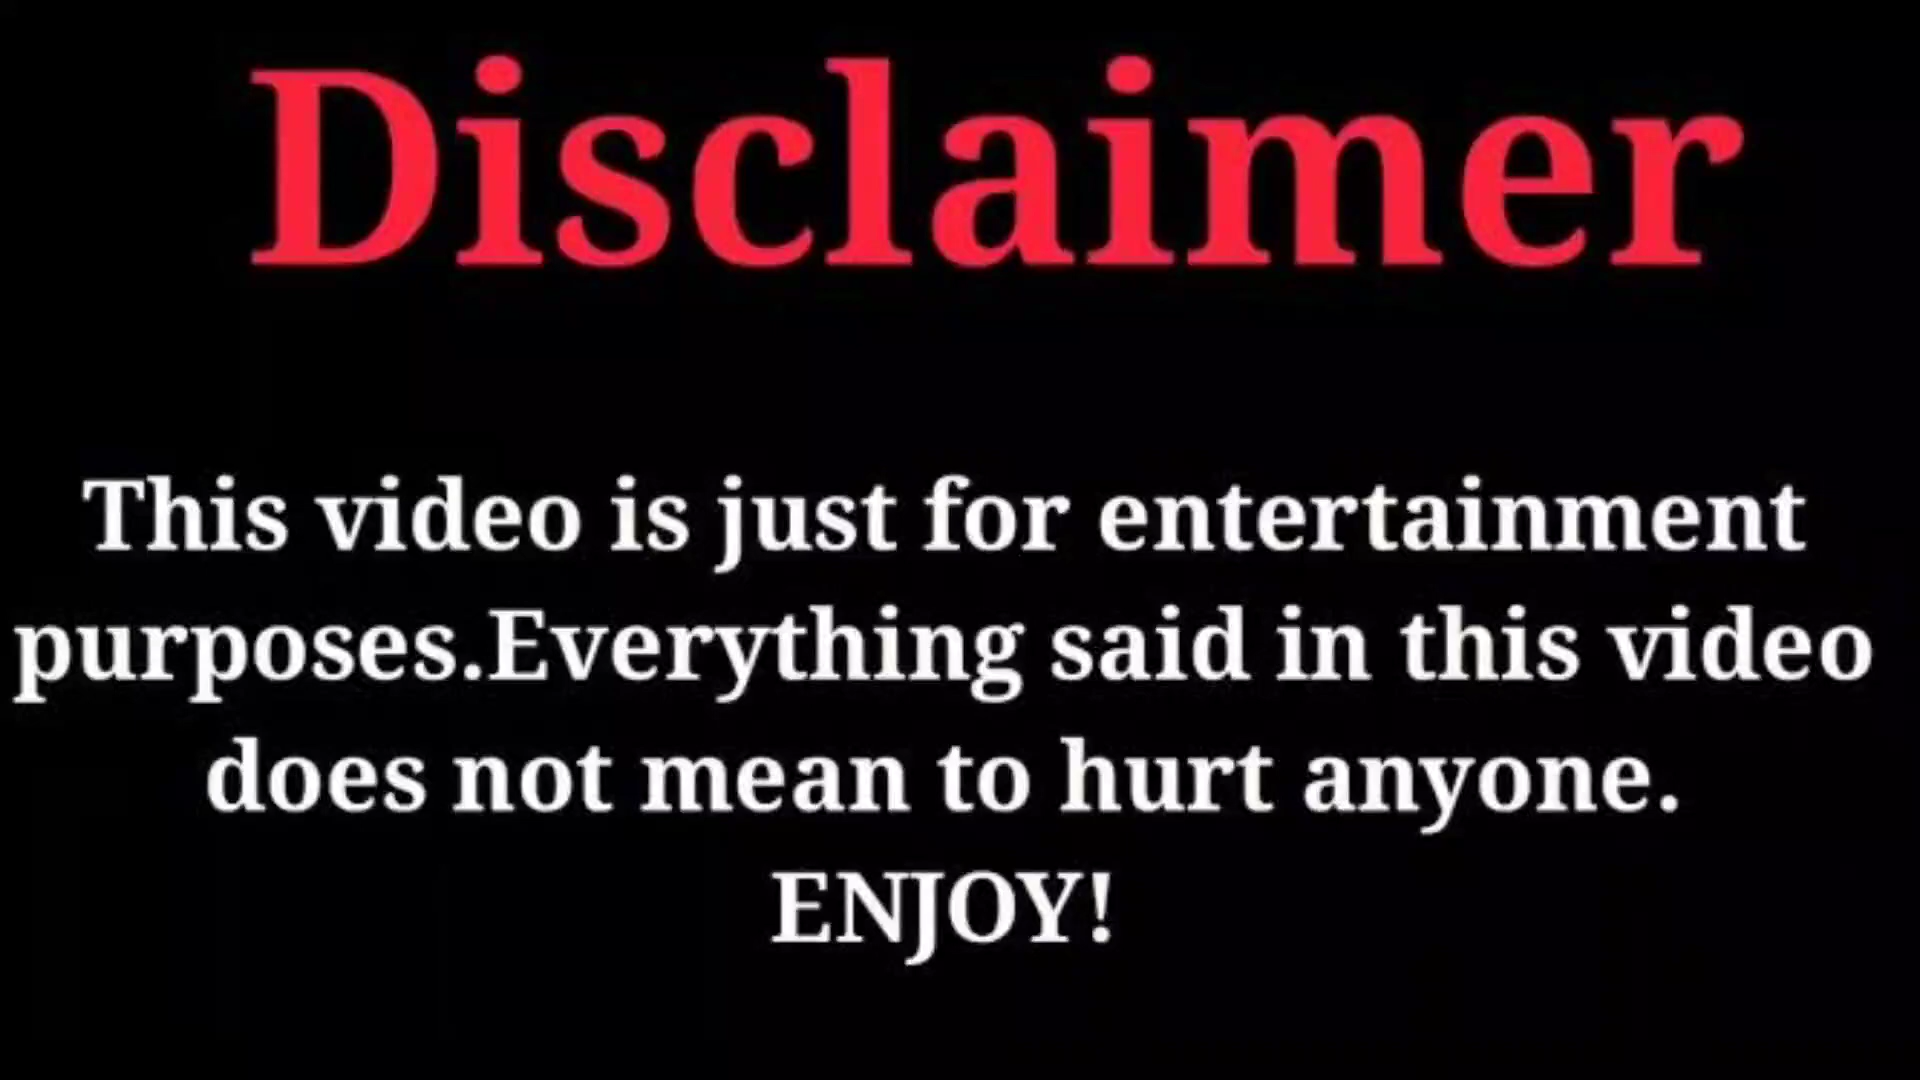 Disclaimer
This video is just for entertainment
purposes.Everything said in this video
does not mean to hurt anyone.
ENJOY!